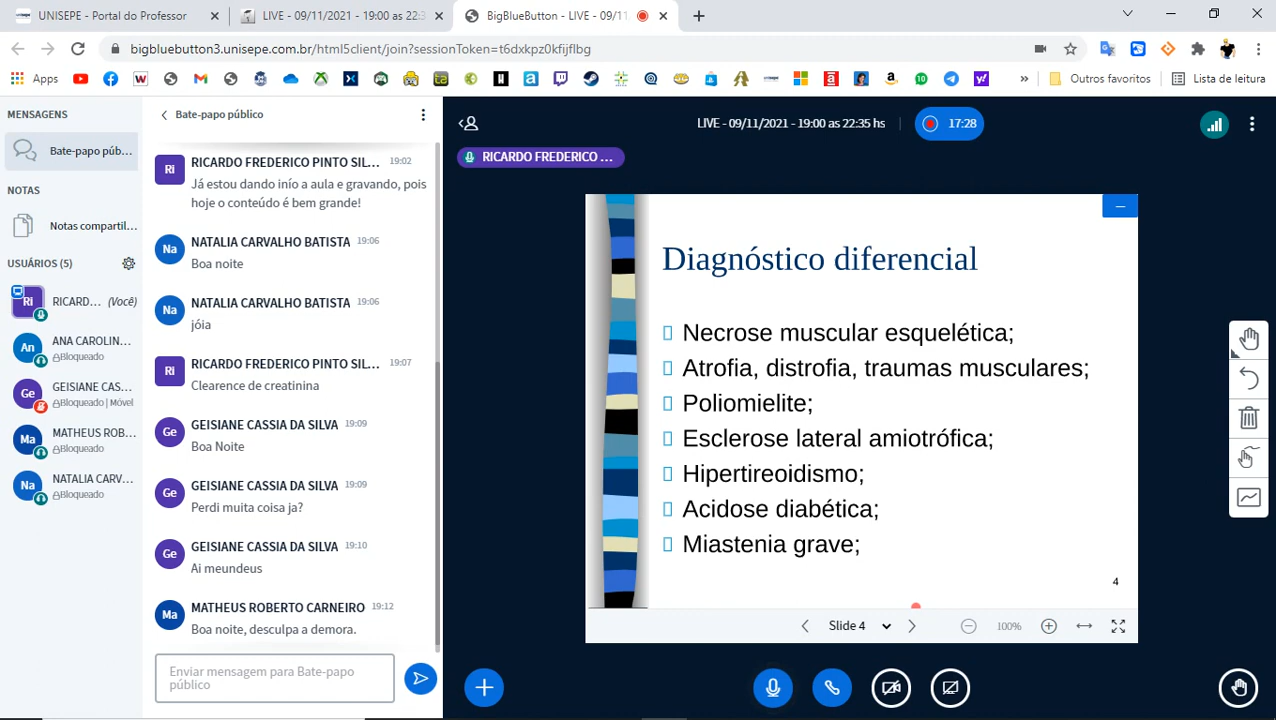 UNISEPE - Portal do Professor
LIVE - 09/11/2021 - 19:00 as 22:3
BigBlueButton - LIVE - 09/11
bigbluebutton3.unisepe.com.br/html5client/join?sessionToken=t6dxkpz0kfijflbg
Apps
Outros favoritos
Lista de leitura
MENSAGENS
Bate-papo púb...
NOTAS
Notas compartil...
USUÁRIOS (5)
RICARD... (Você)
ANA CAROLIN...
Bloqueado
GEISIANE CAS...
Bloqueado | Móvel
MATHEUS ROB...
Bloqueado
NATALIA CARV...
Bloqueado
Bate-papo público
RICARDO FREDERICO PINTO SIL... 19:02
Já estou dando inío a aula e gravando, pois
hoje o conteúdo é bem grande!
NATALIA CARVALHO BATISTA 19:06
Boa noite
NATALIA CARVALHO BATISTA 19:06
jóia
RICARDO FREDERICO PINTO SIL... 19:07
Clearence de creatinina
GEISIANE CASSIA DA SILVA 19:09
Boa Noite
GEISIANE CASSIA DA SILVA 19:09
Perdi muita coisa ja?
GEISIANE CASSIA DA SILVA 19:10
Ai meundeus
MATHEUS ROBERTO CARNEIRO 19:12
Boa noite, desculpa a demora.
Enviar mensagem para Bate-papo
público
LIVE - 09/11/2021 - 19:00 as 22:35 hs
17:28
RICARDO FREDERICO ...
Diagnóstico diferencial
Necrose muscular esquelética;
Atrofia, distrofia, traumas musculares;
Poliomielite;
Esclerose lateral amiotrófica;
Hipertireoidismo;
Acidose diabética;
Miastenia grave;
4
Slide 4
100%